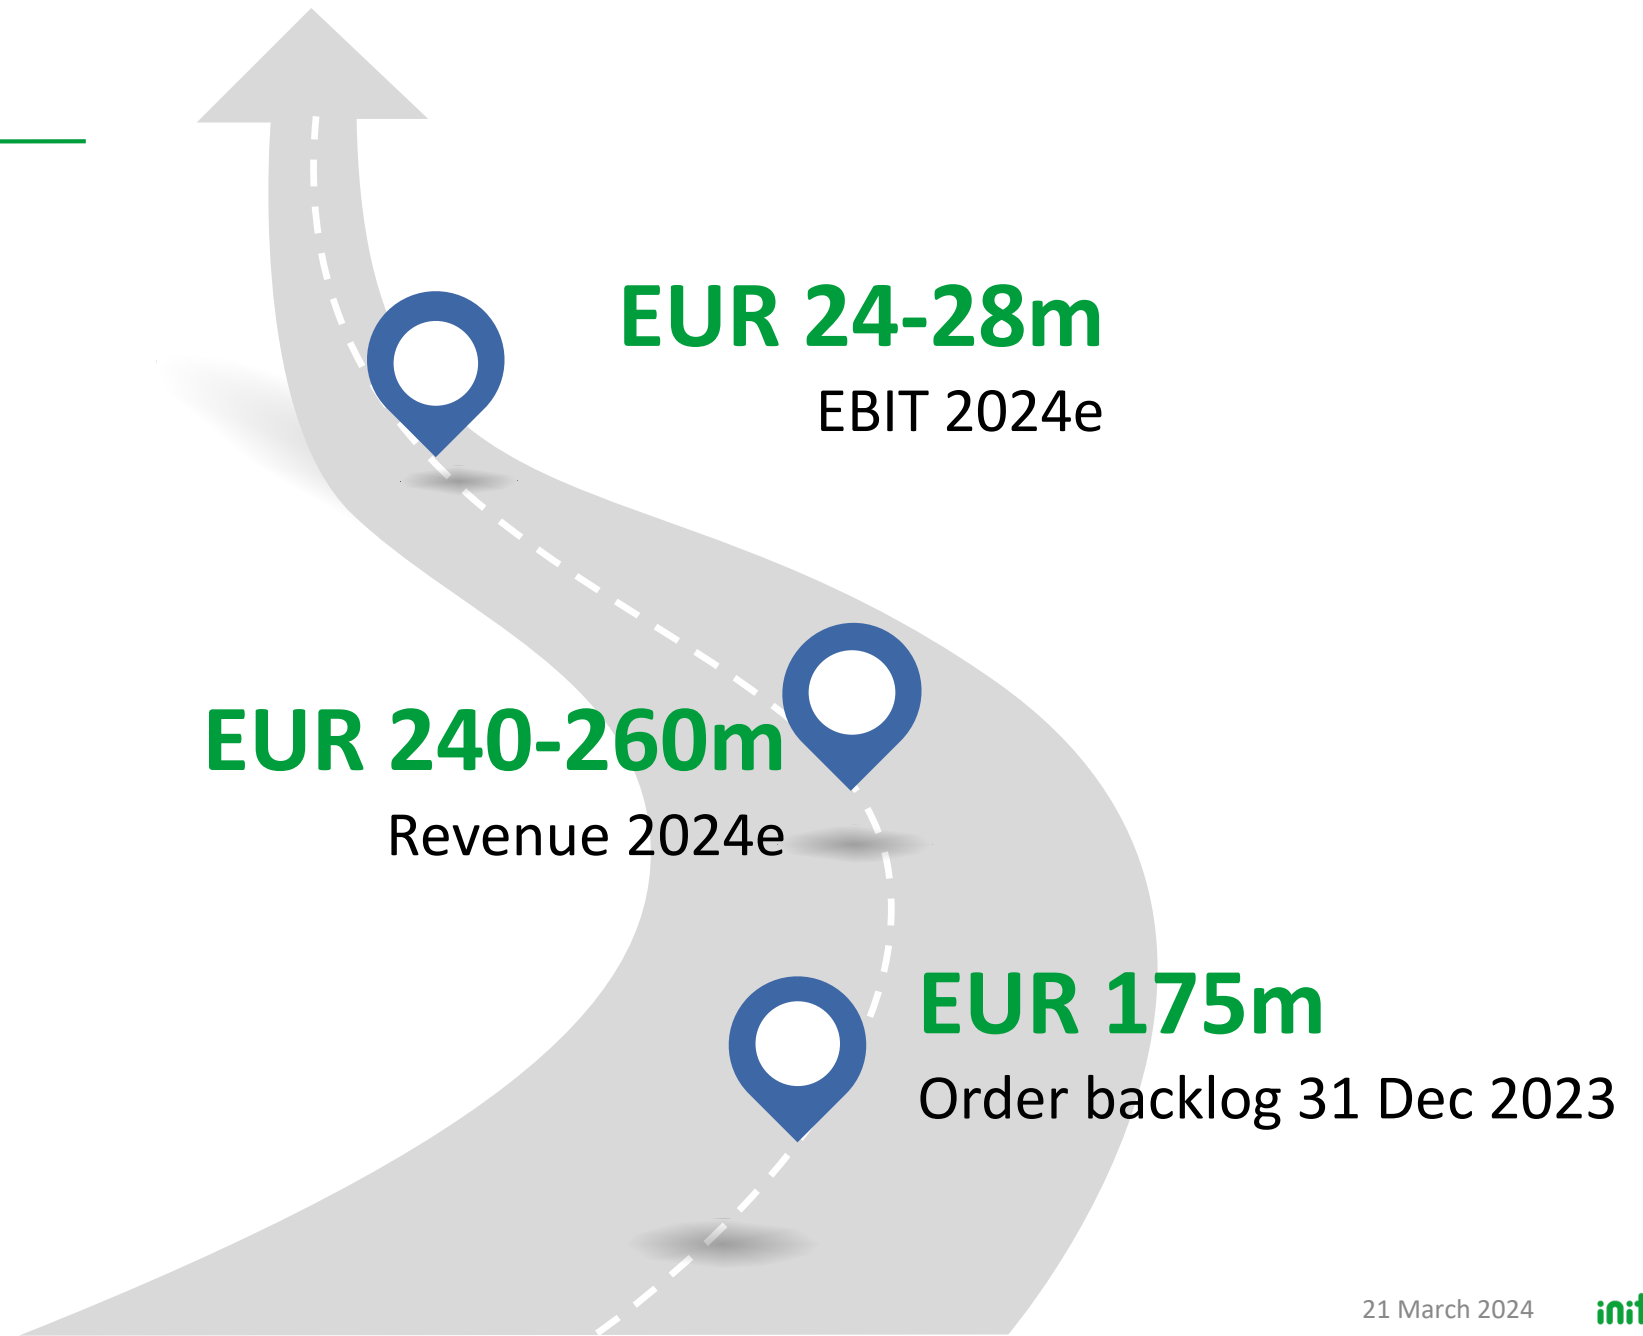 EUR 24-28m
EBIT 2024e
EUR 240-260m
Revenue 2024e
EUR 175m
Order backlog 31 Dec 2023
21 March 2024
init